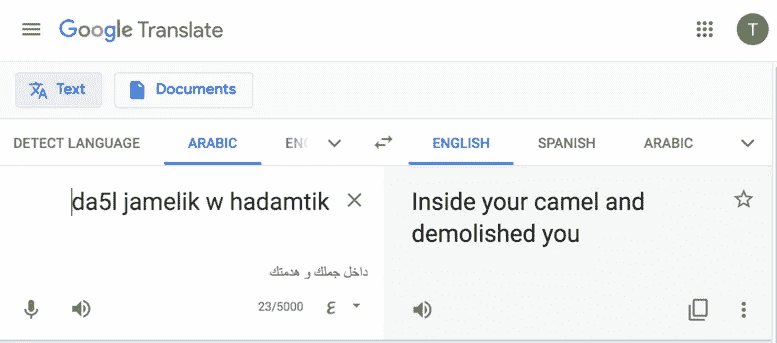 Google Translate
T
Text
Documents
DETECT LANGUAGE
ARABIC
EN
ENGLISH
SPANISH
ARABIC
da5l jamelik w hadamtik
Inside your camel and
demolished you
داخل جملك و هدمتك
23/5000
ع